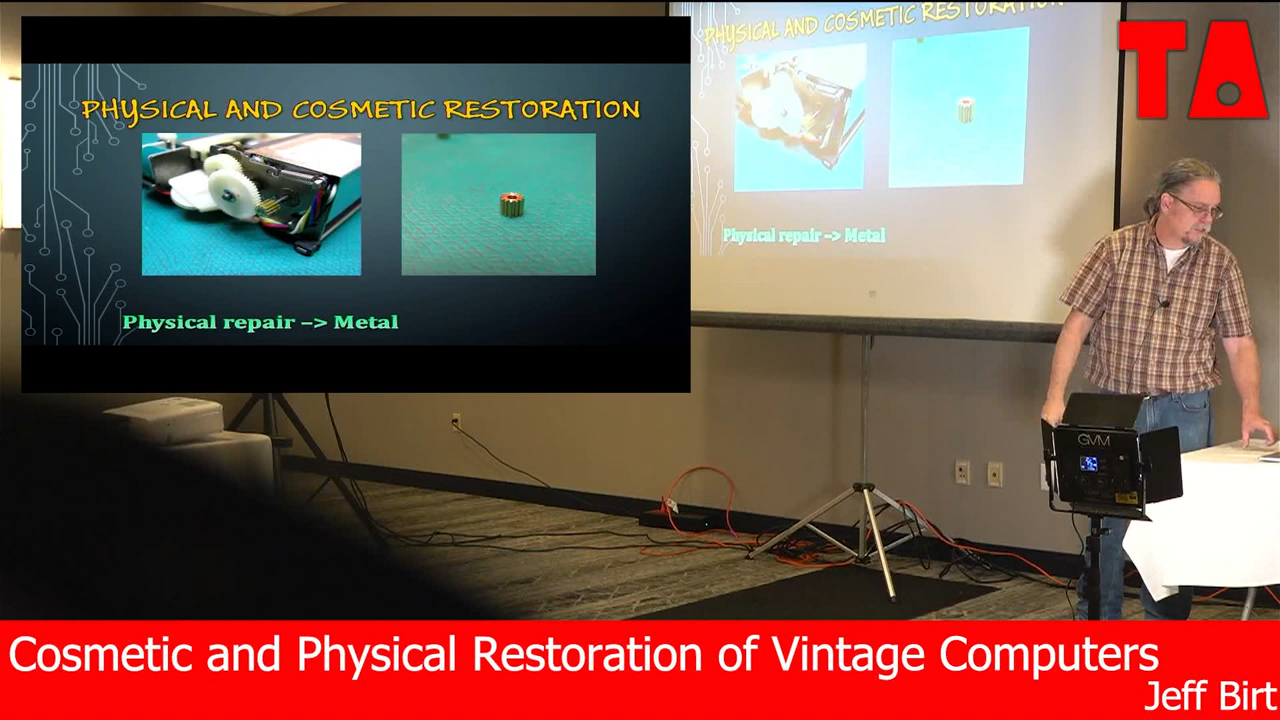 PHYSICAL AND COSMETIC RESTORATION
Physical repair –> Metal
PHYSICAL AND COSMETIC RESTORATION
Physical repair –> Metal
TA
GVM
Cosmetic and Physical Restoration of Vintage Computers
Jeff Birt